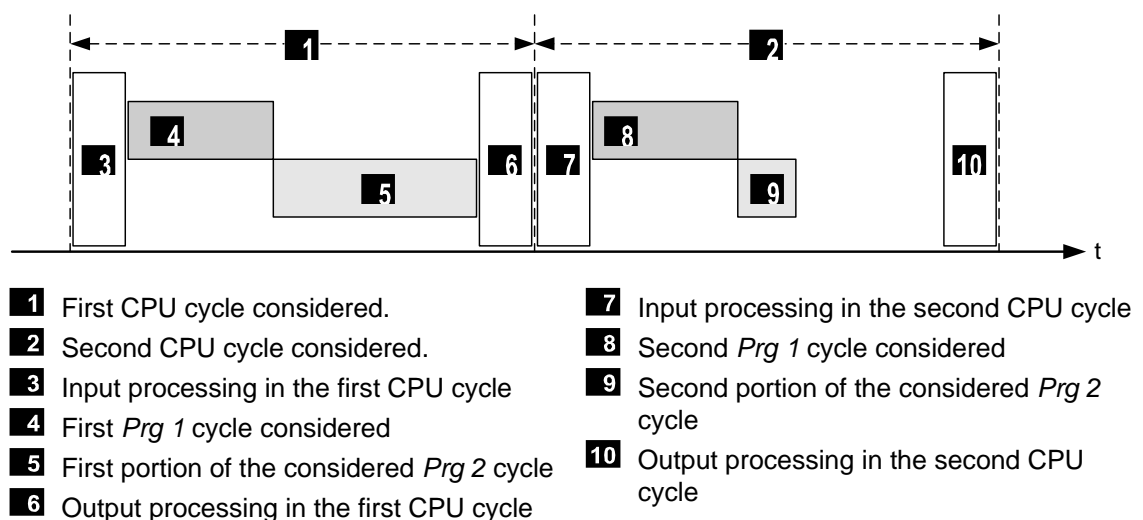 1
2
3
4
5
6
7
8
9
10
t
1 First CPU cycle considered.
2 Second CPU cycle considered.
3 Input processing in the first CPU cycle
4 First Prg 1 cycle considered
5 First portion of the considered Prg 2 cycle
6 Output processing in the first CPU cycle
7 Input processing in the second CPU cycle
8 Second Prg 1 cycle considered
9 Second portion of the considered Prg 2
cycle
10 Output processing in the second CPU
cycle